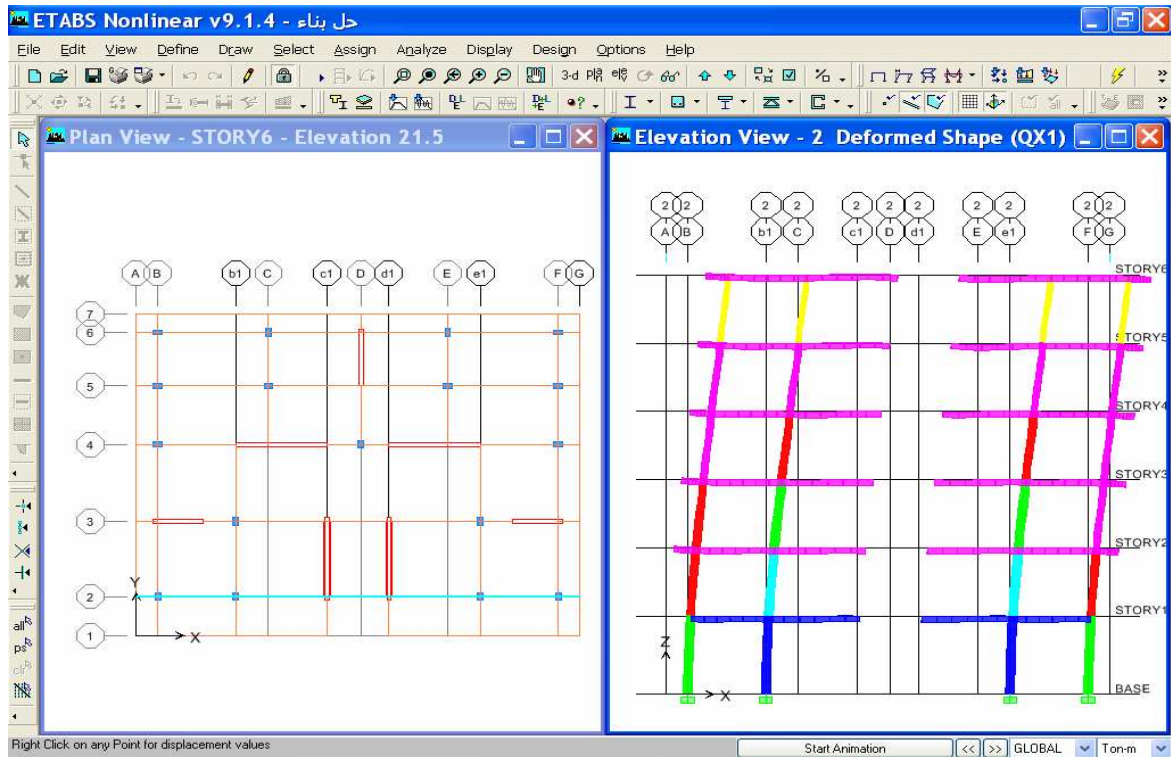 ETABS Nonlinear v9.1.4 - حل بناء
File Edit View Define Draw Select Assign Analyze Display Design Options Help
3-d
Plan View - STORY6 - Elevation 21.5
Elevation View - 2 Deformed Shape (QX1)
2 2 2 2 2 2 2 2 2 2 2
A B b1 C c1 D d1 E e1 F G
A B b1 C c1 D d1 E e1 F G
7
6
5
4
3
2
1
Y
X
STORY6
STORY5
STORY4
STORY3
STORY2
STORY1
BASE
Z
X
all
ps
clr
Right Click on any Point for displacement values
Start Animation << >> GLOBAL Ton-m